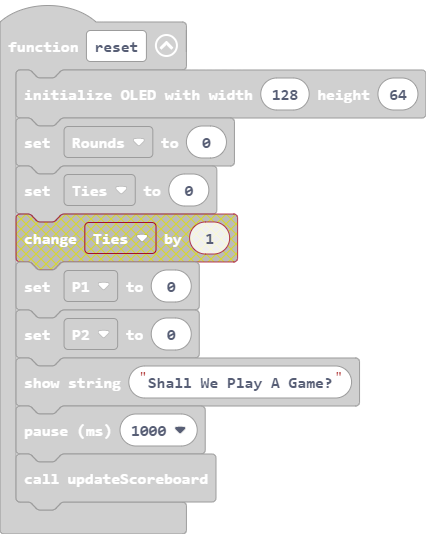 function reset
initialize OLED with width 128 height 64
set Rounds to 0
set Ties to 0
change Ties by 1
set P1 to 0
set P2 to 0
show string "Shall We Play A Game?"
pause (ms) 1000
call updateScoreboard